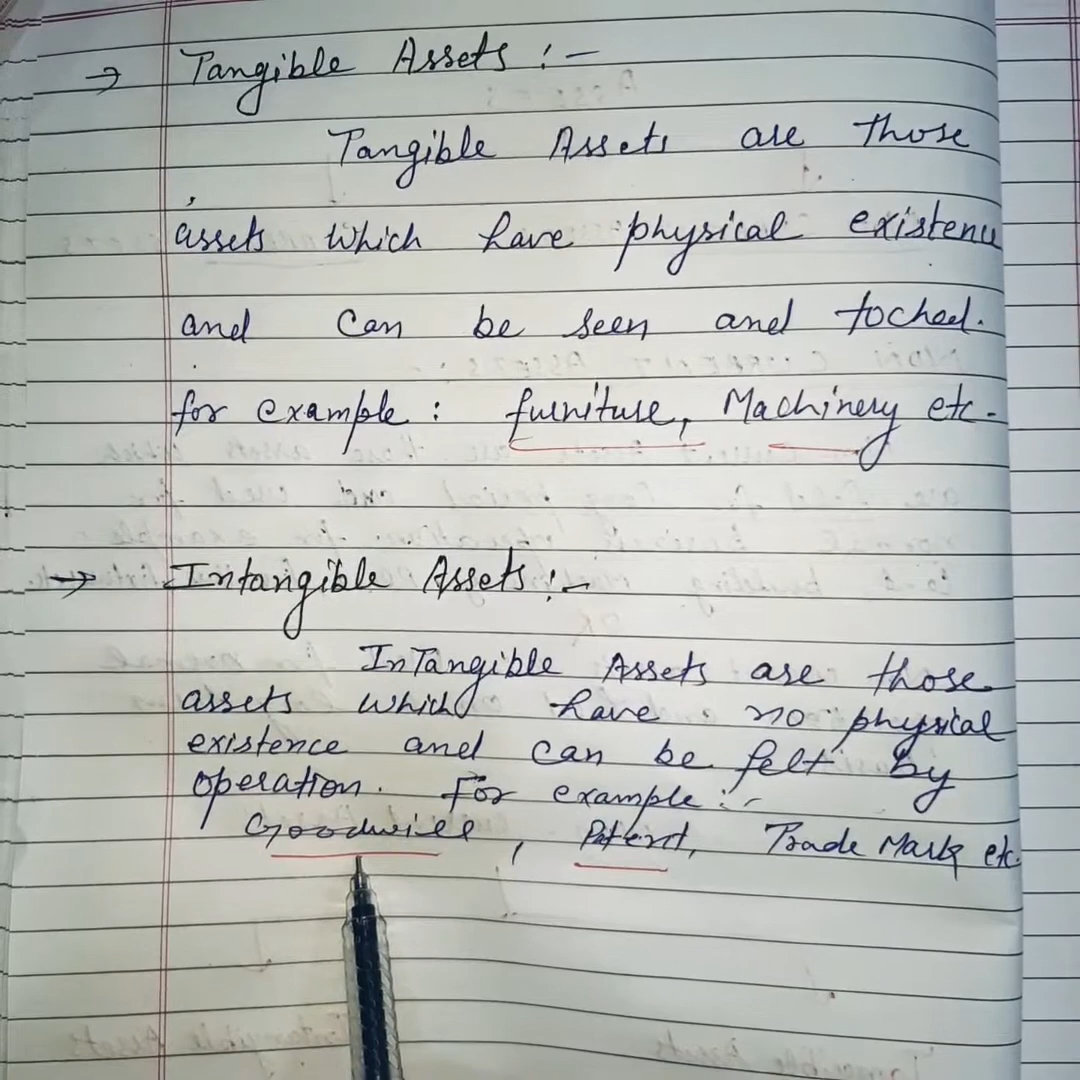 → Tangible Assets :-
Tangible Assets are those
assets which have physical existence
and can be seen and toched.
for example : furniture, Machinery etc-
→ Intangible Assets :-
InTangible Assets are those
assets which have no physical
existence and can be felt by
operation. For example :-
Goodwill, Patent, Trade Mark etc.